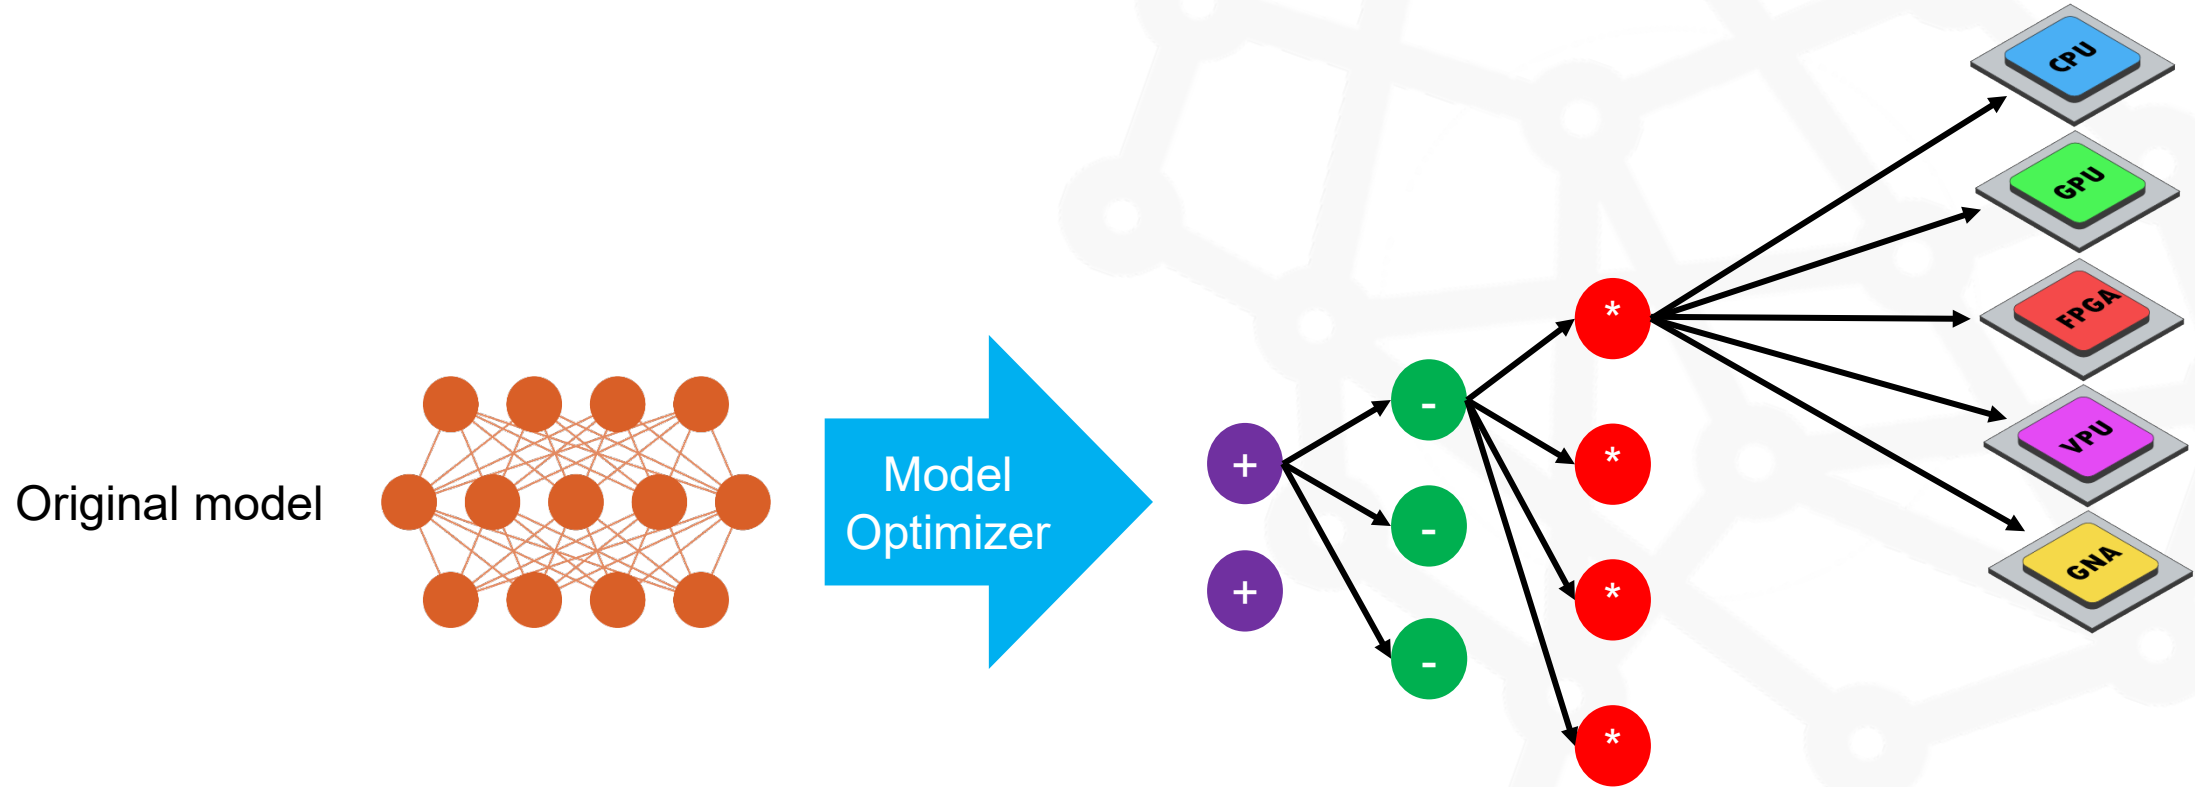 Original model
Model
Optimizer
+
+
-
-
-
*
*
*
*
CPU
GPU
FPGA
VPU
GNA